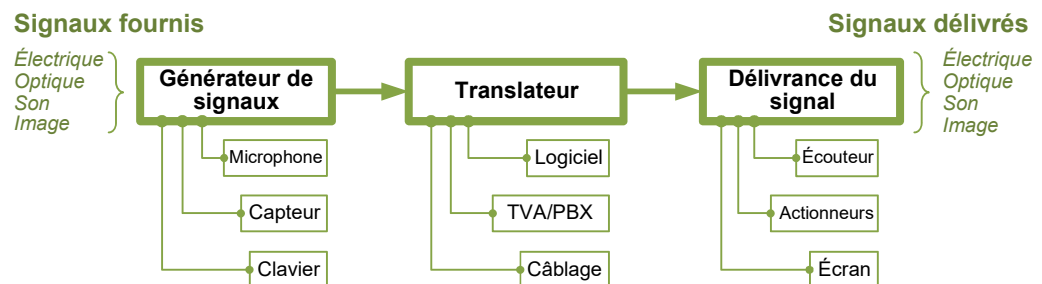 Signaux fournis
Signaux délivrés
Électrique
Optique
Son
Image
Générateur de
signaux
Translateur
Délivrance du
signal
Électrique
Optique
Son
Image
Microphone
Logiciel
Écouteur
Capteur
TVA/PBX
Actionneurs
Clavier
Câblage
Écran